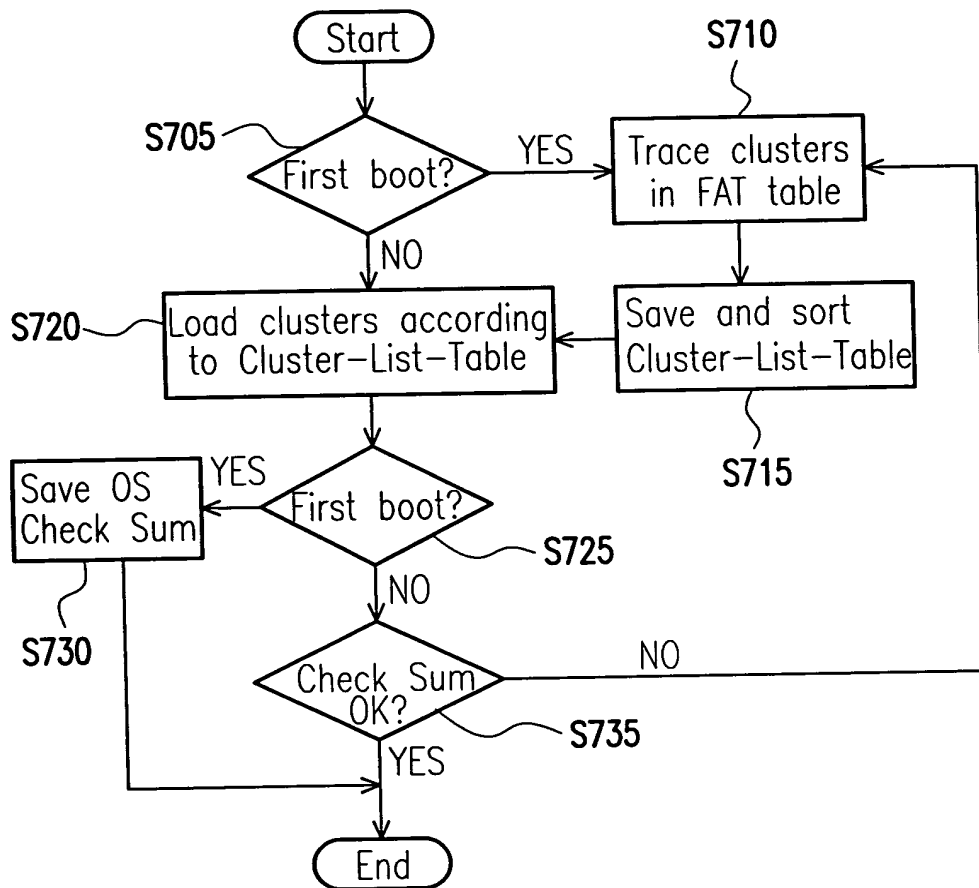 Start
S710
S705
First boot?
YES
Trace clusters
in FAT table
NO
S720
Load clusters according
to Cluster-List-Table
Save and sort
Cluster-List-Table
S715
YES
Save OS
Check Sum
First boot?
S725
NO
S730
Check Sum
OK?
NO
S735
YES
End